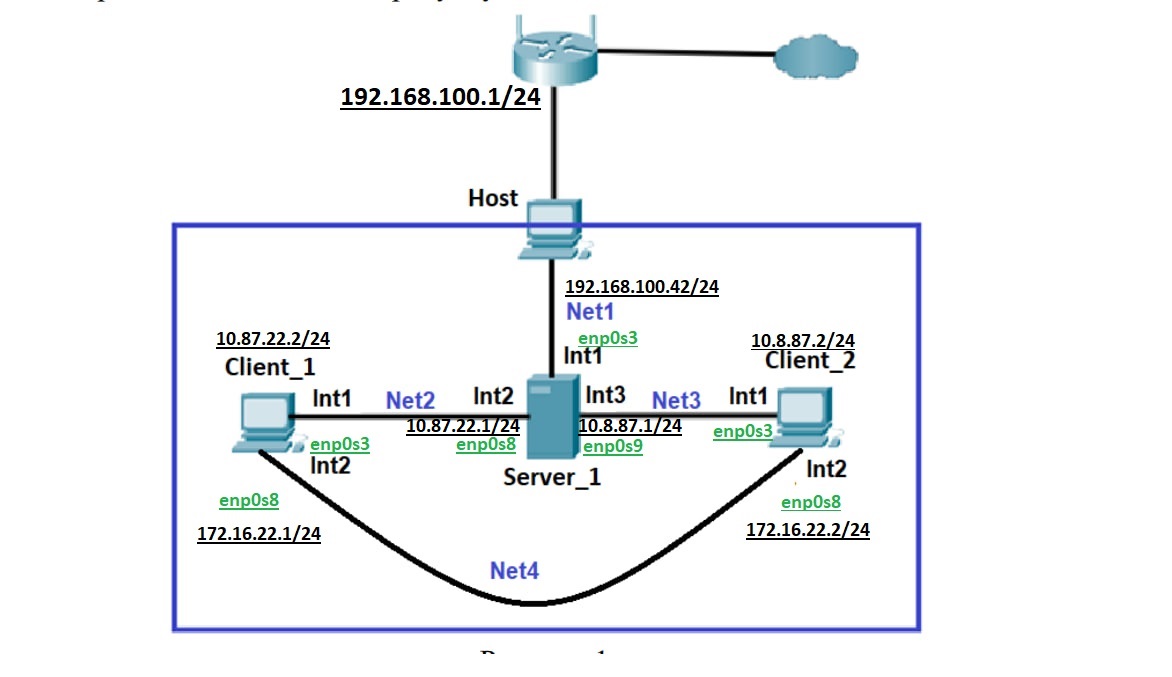 192.168.100.1/24
Host
192.168.100.42/24
Net1
enp0s3
Int1
10.87.22.2/24
Client_1
10.8.87.2/24
Client_2
Int1
Net2
Int2
Int3
Net3
Int1
10.87.22.1/24
10.8.87.1/24
enp0s3
enp0s8
enp0s9
enp0s3
Int2
Server_1
Int2
enp0s8
enp0s8
172.16.22.1/24
172.16.22.2/24
Net4